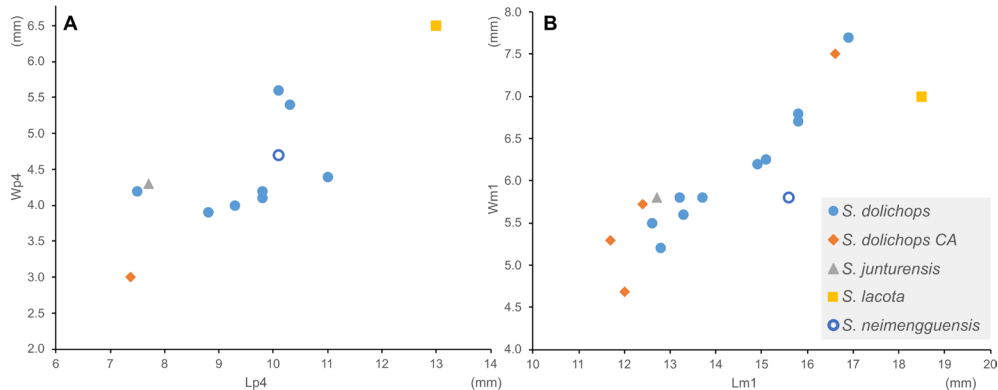 A
(mm)
Wp4
6.5
6.0
5.5
5.0
4.5
4.0
3.5
3.0
2.5
2.0
6 7 8 9 10 11 12 13 14
Lp4 (mm)
B
(mm)
Wm1
8.0
7.5
7.0
6.5
6.0
5.5
5.0
4.5
4.0
10 11 12 13 14 15 16 17 18 19 20
Lm1 (mm)
S. dolichops
S. dolichops CA
S. junturensis
S. lacota
S. neimengguensis